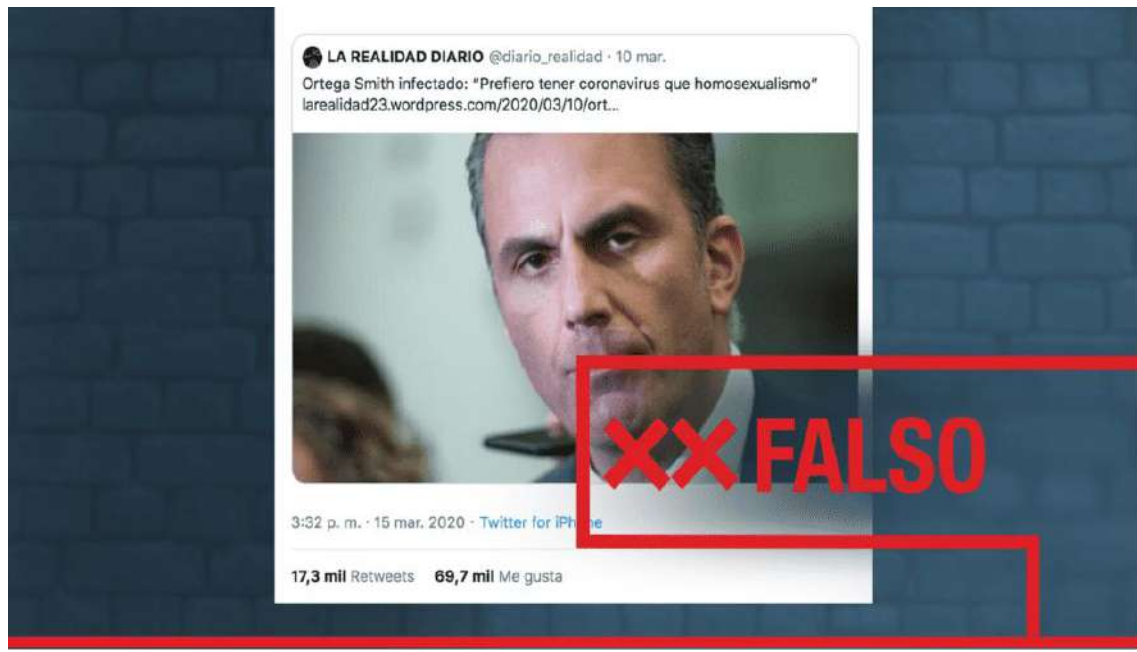 LA REALIDAD DIARIO @diario_realidad · 10 mar.
Ortega Smith infectado: "Prefiero tener coronavirus que homosexualismo"
larealidad23.wordpress.com/2020/03/10/ort...
XX FALSO
3:32 p. m. · 15 mar. 2020 · Twitter for iPhone
17,3 mil Retweets 69,7 mil Me gusta